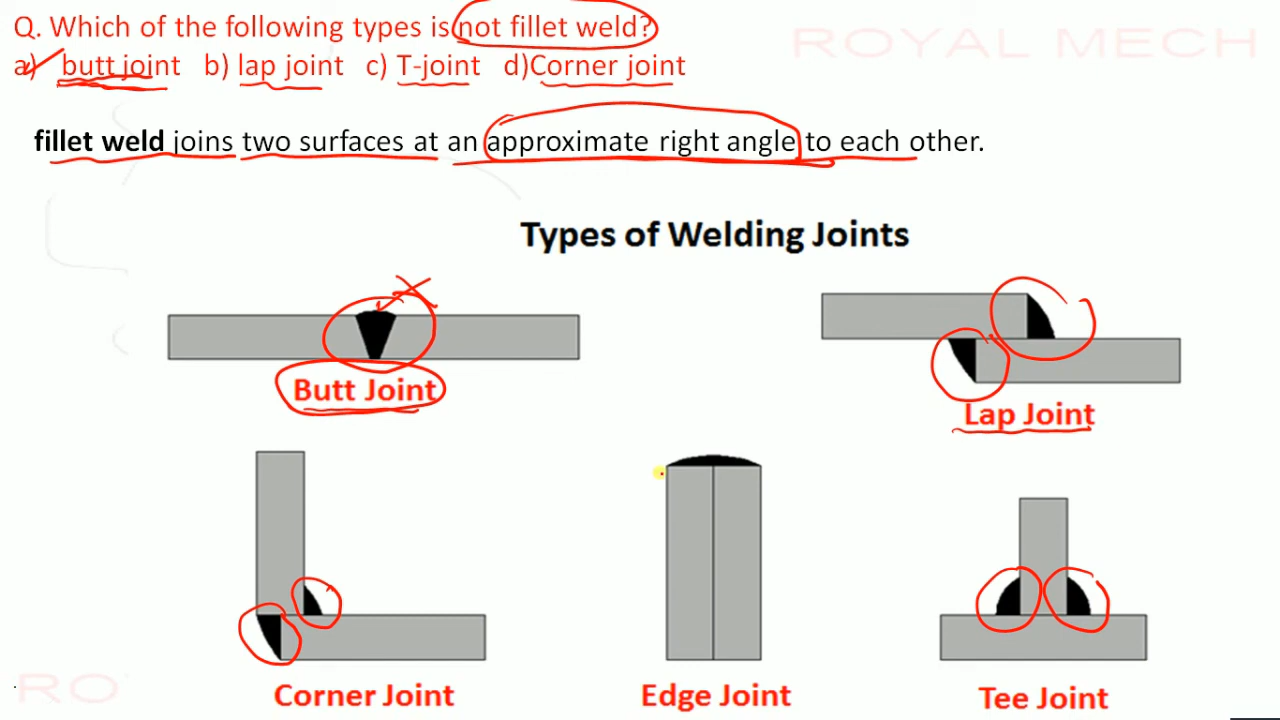 Q. Which of the following types is not fillet weld?
ROYAL MECH
a) butt joint b) lap joint c) T-joint d)Corner joint
fillet weld joins two surfaces at an approximate right angle to each other.
Types of Welding Joints
Butt Joint
Lap Joint
Corner Joint
Edge Joint
Tee Joint
RO